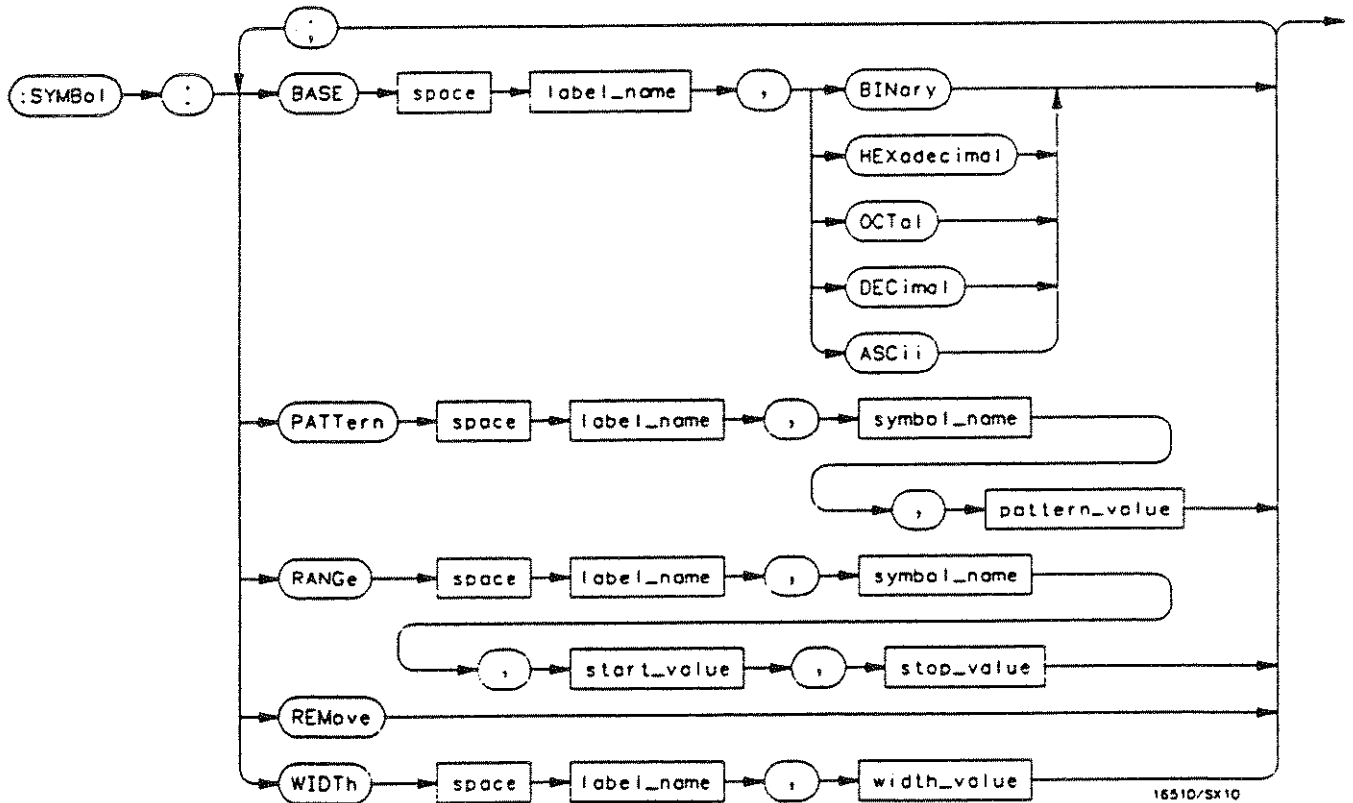 ;
:SYMBol : BASE space label_name , BINary
HEXadecimal
OCTal
DECimal
ASCii
PATTern space label_name , symbol_name
, pattern_value
RANGe space label_name , symbol_name
, start_value , stop_value
REMove
WIDTh space label_name , width_value
16510/SX10